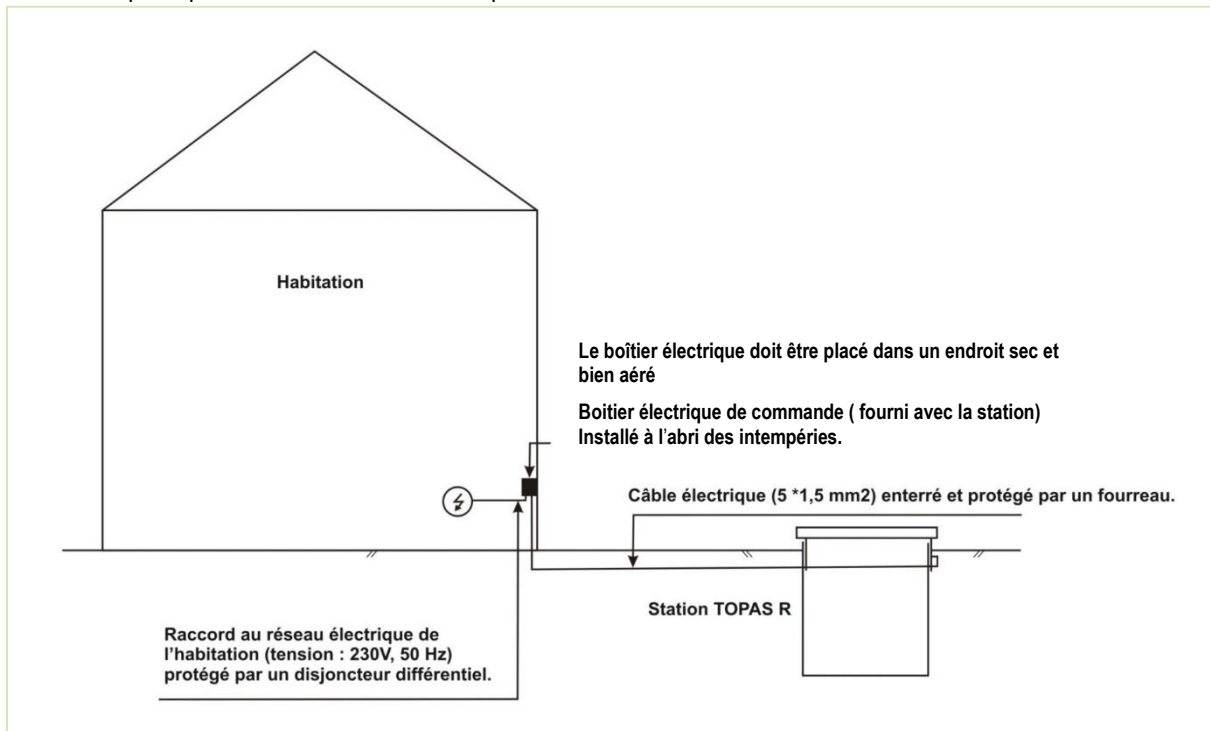 Habitation
Le boîtier électrique doit être placé dans un endroit sec et
bien aéré
Boitier électrique de commande ( fourni avec la station)
Installé à l'abri des intempéries.
Câble électrique (5 *1,5 mm2) enterré et protégé par un fourreau.
Station TOPAS R
Raccord au réseau électrique de
l'habitation (tension : 230V, 50 Hz)
protégé par un disjoncteur différentiel.